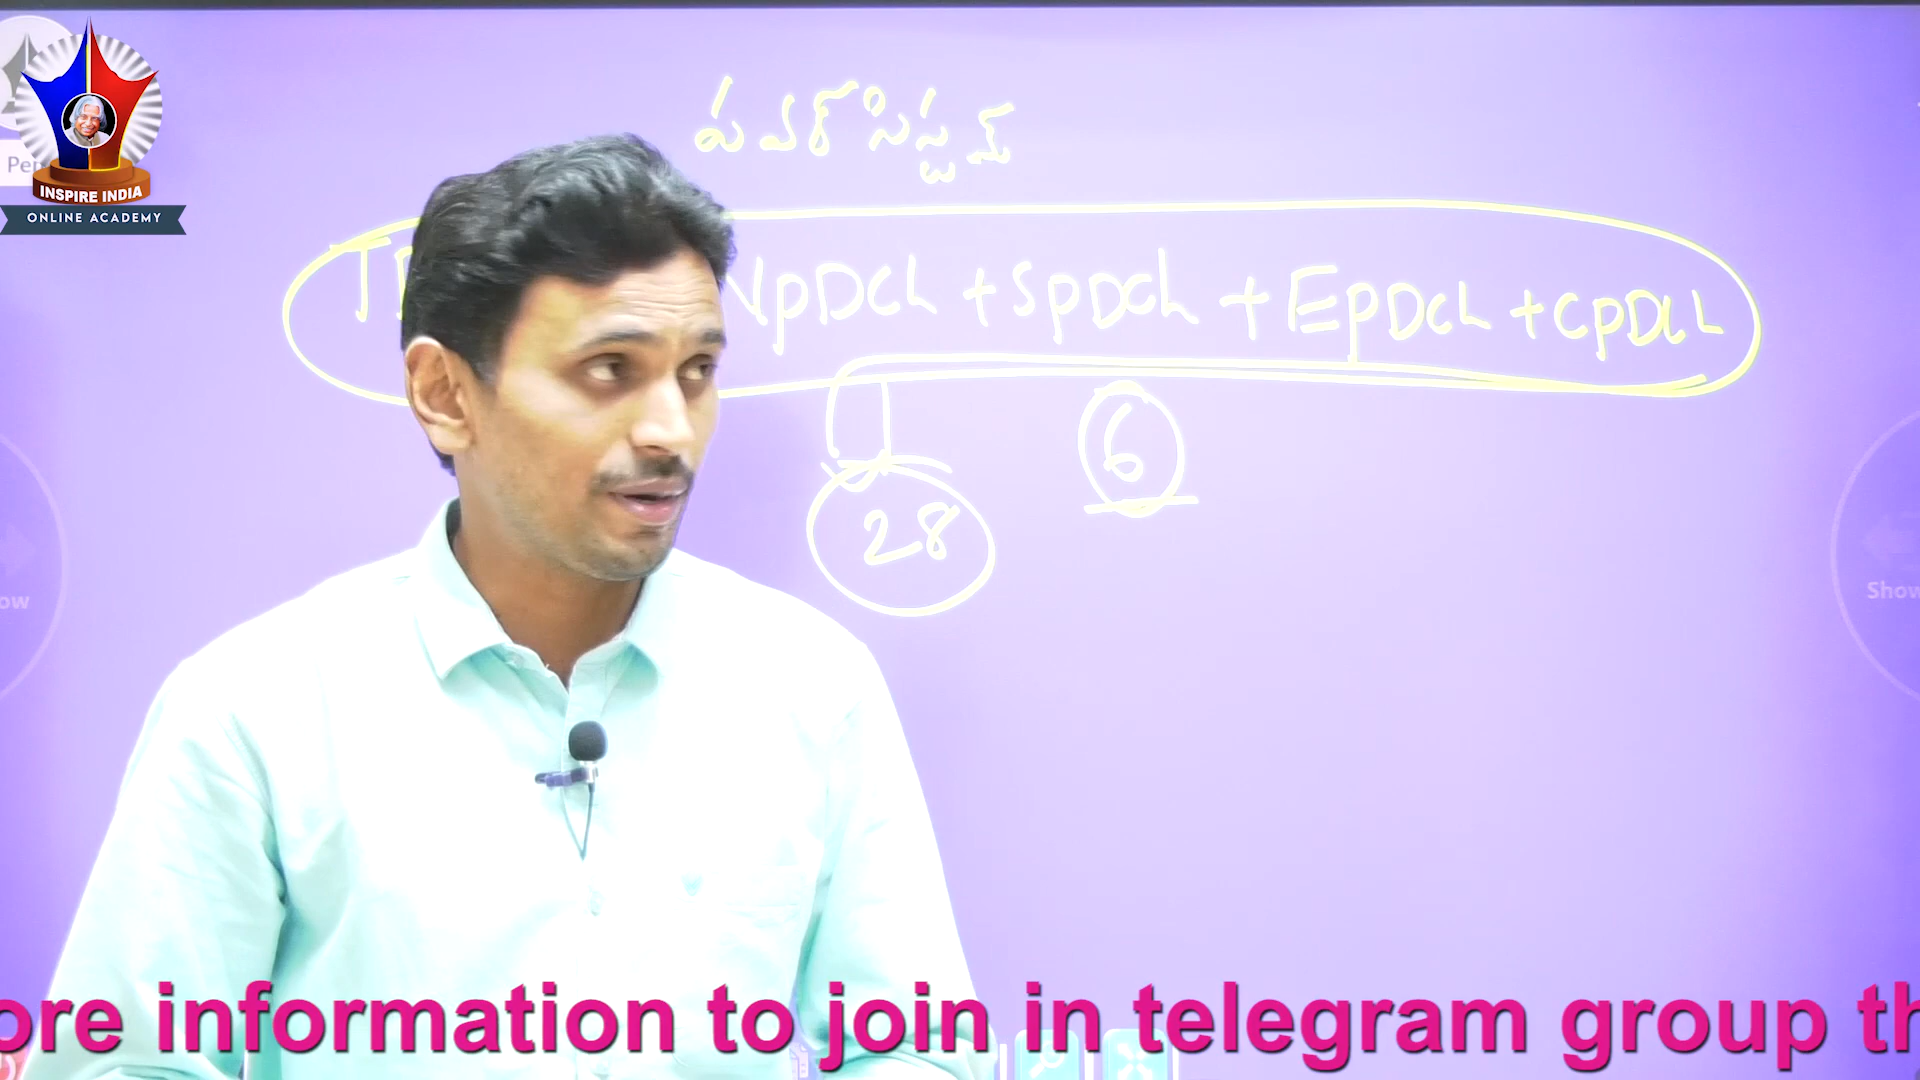 INSPIRE INDIA
ONLINE ACADEMY
పవర్ సిస్టమ్
NPDCL + SPDCL + EPDCL + CPDCL
6
28
Show
ore information to join in telegram group th